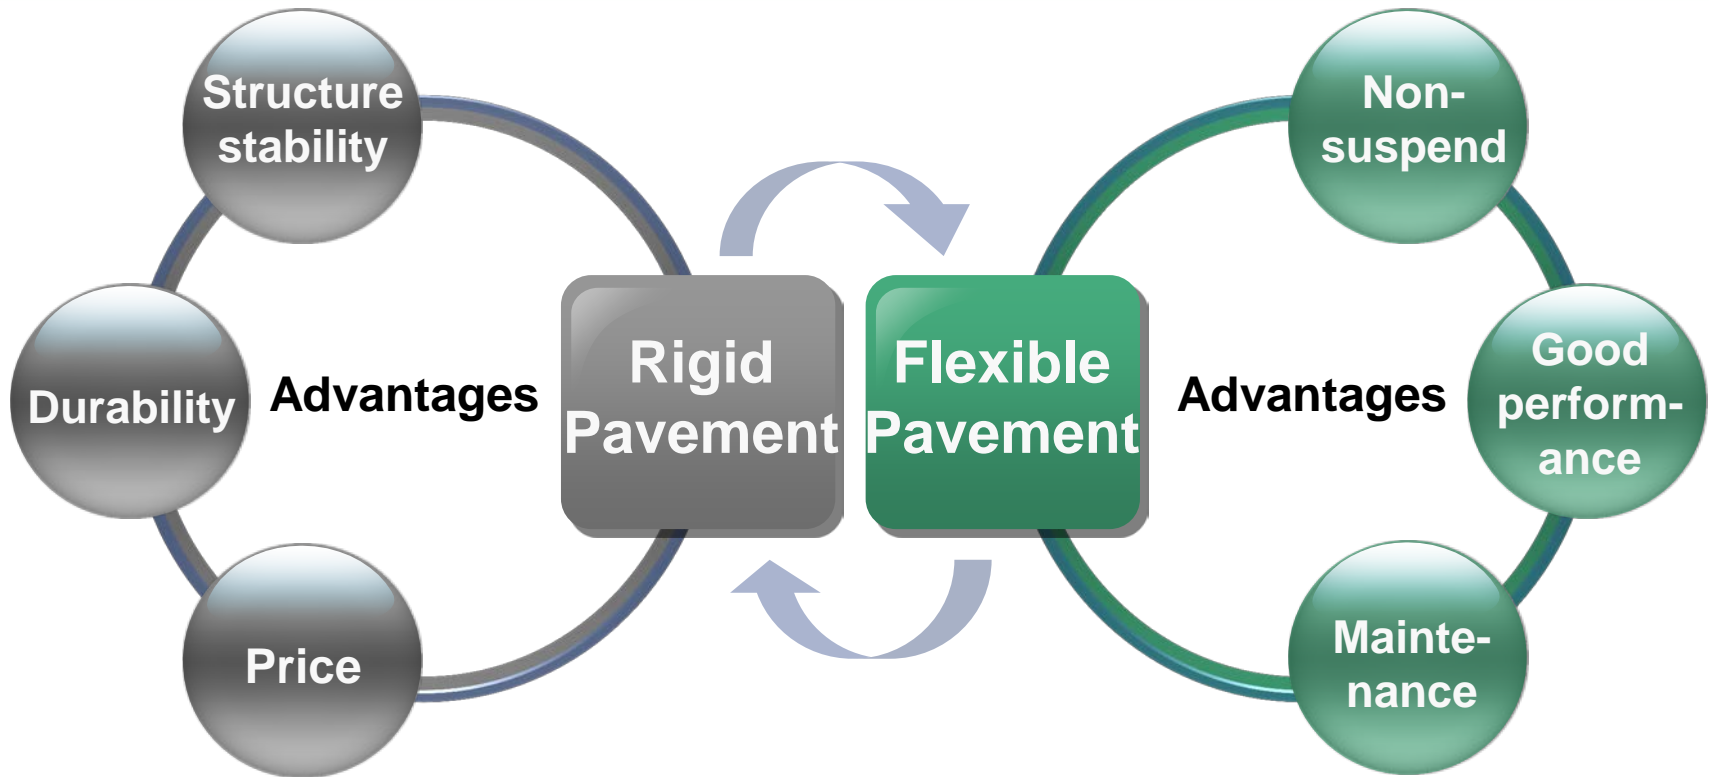 Structure
stability
Durability
Price
Advantages
Rigid
Pavement
Flexible
Pavement
Advantages
Non-
suspend
Good
perform-
ance
Mainte-
nance